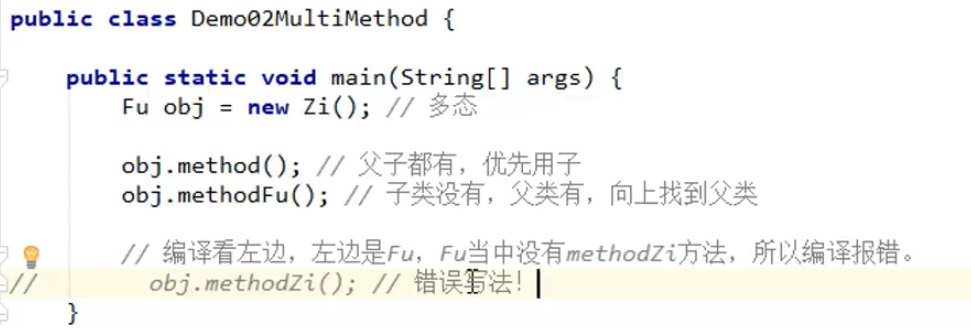 public class Demo02MultiMethod {
public static void main(String[] args) {
Fu obj = new Zi(); // 多态
obj.method(); // 父子都有，优先用子
obj.methodFu(); // 子类没有，父类有，向上找到父类
// 编译看左边，左边是Fu，Fu当中没有methodZi方法，所以编译报错。
// obj.methodZi(); // 错误写法！
}